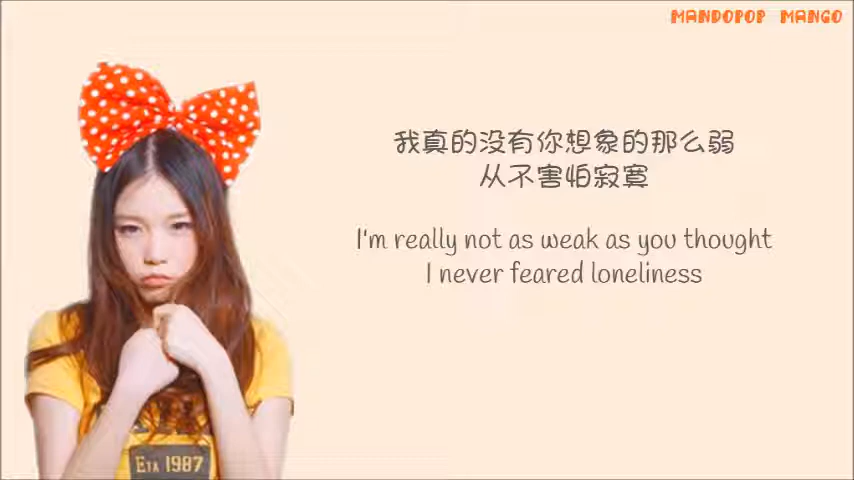 MANDOPOP MANGO
我真的没有你想象的那么弱
从不害怕寂寞
I'm really not as weak as you thought
I never feared loneliness
ETA 1987